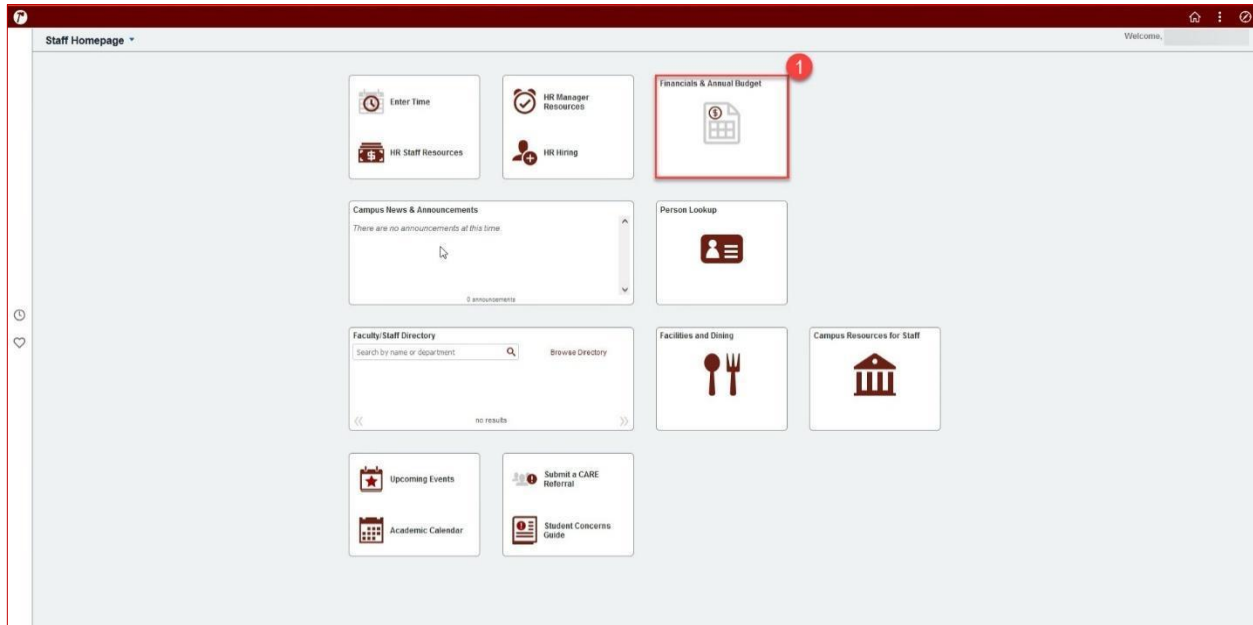 Staff Homepage
Welcome,
1
Enter Time
HR Staff Resources
HR Manager
Resources
HR Hiring
Financials & Annual Budget
Campus News & Announcements
There are no announcements at this time.
0 announcements
Person Lookup
Faculty/Staff Directory
Search by name or department
Browse Directory
no results
Facilities and Dining
Campus Resources for Staff
Upcoming Events
Academic Calendar
Submit a CARE
Referral
Student Concerns
Guide